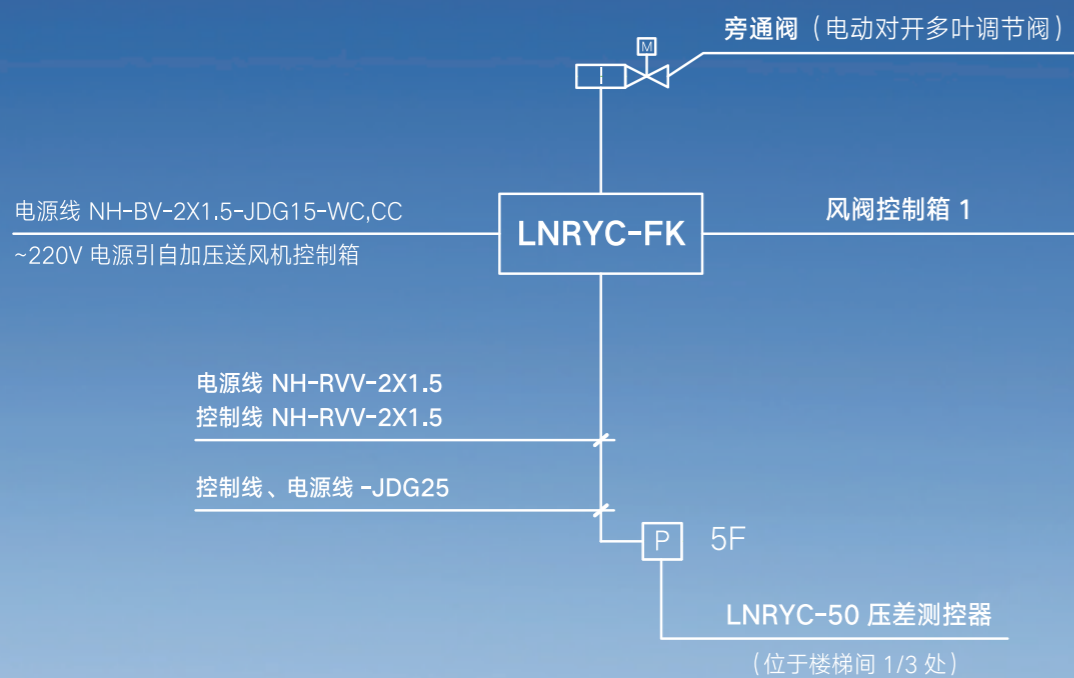 旁通阀（电动对开多叶调节阀）
M
电源线 NH-BV-2X1.5-JDG15-WC,CC
~220V 电源引自加压送风机控制箱
LNRYC-FK
风阀控制箱 1
电源线 NH-RVV-2X1.5
控制线 NH-RVV-2X1.5
控制线、电源线 -JDG25
P
5F
LNRYC-50 压差测控器
（位于楼梯间 1/3 处）